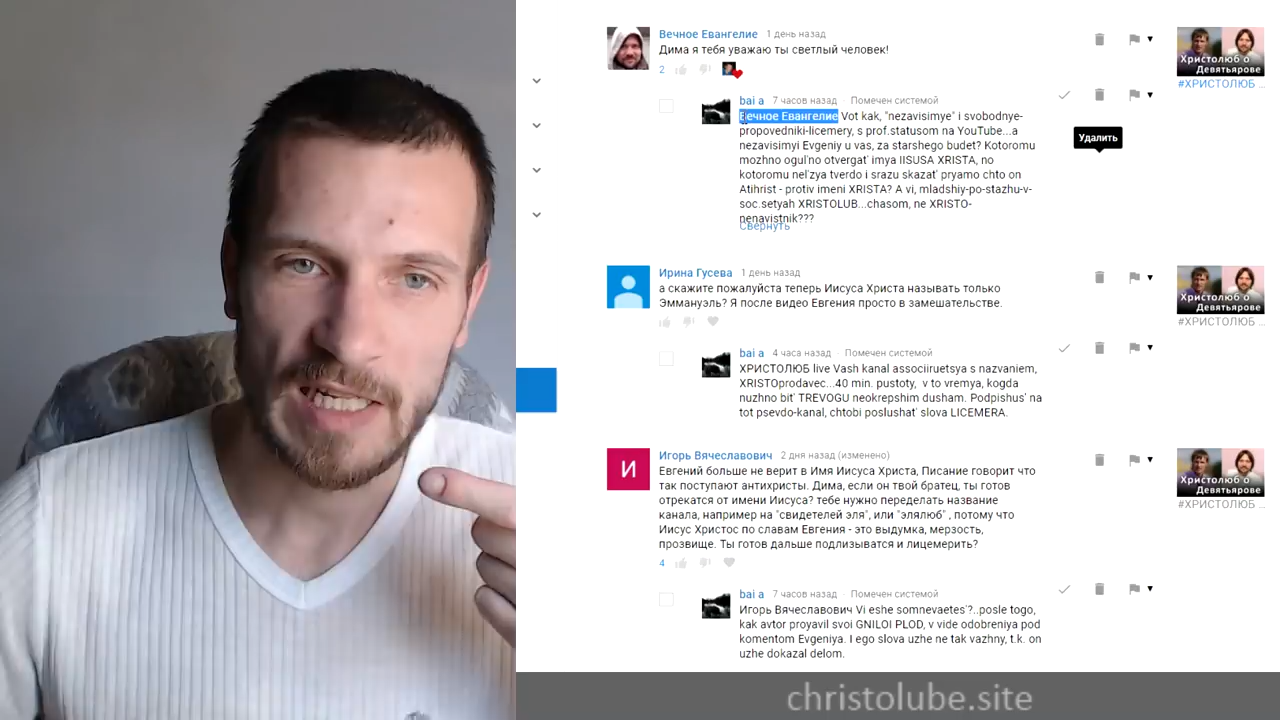 Вечное Евангелие 1 день назад
Дима я тебя уважаю ты светлый человек!
2
bai a 7 часов назад · Помечен системой
Вечное Евангелие Vot kak, "nezavisimye" i svobodnye-
propovedniki-licemery, s prof.statusom na YouTube...a
nezavisimyi Evgeniy u vas, za starshego budet? Kotoromu
mozhno ogul'no otvergat' imya IISUSA XRISTA, no
kotoromu nel'zya tverdo i srazu skazat' pryamo chto on
Atihrist - protiv imeni XRISTA? A vi, mladshiy-po-stazhu-v-
soc.setyah XRISTOLUB...chasom, ne XRISTO-
nenavistnik???
Свернуть
Удалить
Христолюб о
Девятьярове
#ХРИСТОЛЮБ ...
Ирина Гусева 1 день назад
а скажите пожалуйста теперь Иисуса Христа называть только
Эммануэль? Я после видео Евгения просто в замешательстве.
Христолюб о
Девятьярове
#ХРИСТОЛЮБ ...
bai a 4 часа назад · Помечен системой
ХРИСТОЛЮБ live Vash kanal associiruetsya s nazvaniem,
XRISTOprodavec...40 min. pustoty, v to vremya, kogda
nuzhno bit' TREVOGU neokrepshim dusham. Podpishus' na
tot psevdo-kanal, chtobi poslushat' slova LICEMERA.
И
Игорь Вячеславович 2 дня назад (изменено)
Евгений больше не верит в Имя Иисуса Христа, Писание говорит что
так поступают антихристы. Дима, если он твой братец, ты готов
отрекатся от имени Иисуса? тебе нужно переделать название
канала, например на "свидетелей эля", или "элялюб" , потому что
Иисус Христос по славам Евгения - это выдумка, мерзость,
прозвище. Ты готов дальше подлизыватся и лицемерить?
4
Христолюб о
Девятьярове
#ХРИСТОЛЮБ ...
bai a 7 часов назад · Помечен системой
Игорь Вячеславович Vi eshe somnevaetes'?..posle togo,
kak avtor proyavil svoi GNILOI PLOD, v vide odobreniya pod
komentom Evgeniya. I ego slova uzhe ne tak vazhny, t.k. on
uzhe dokazal delom.
christolube.site